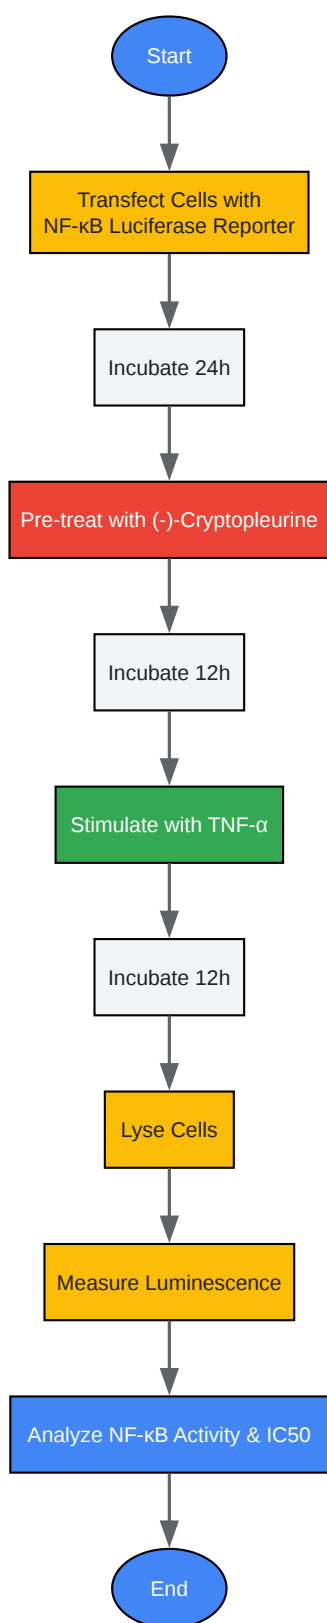 Start
Transfect Cells with
NF-κB Luciferase Reporter
Incubate 24h
Pre-treat with (-)-Cryptopleurine
Incubate 12h
Stimulate with TNF-α
Incubate 12h
Lyse Cells
Measure Luminescence
Analyze NF-κB Activity & IC50
End